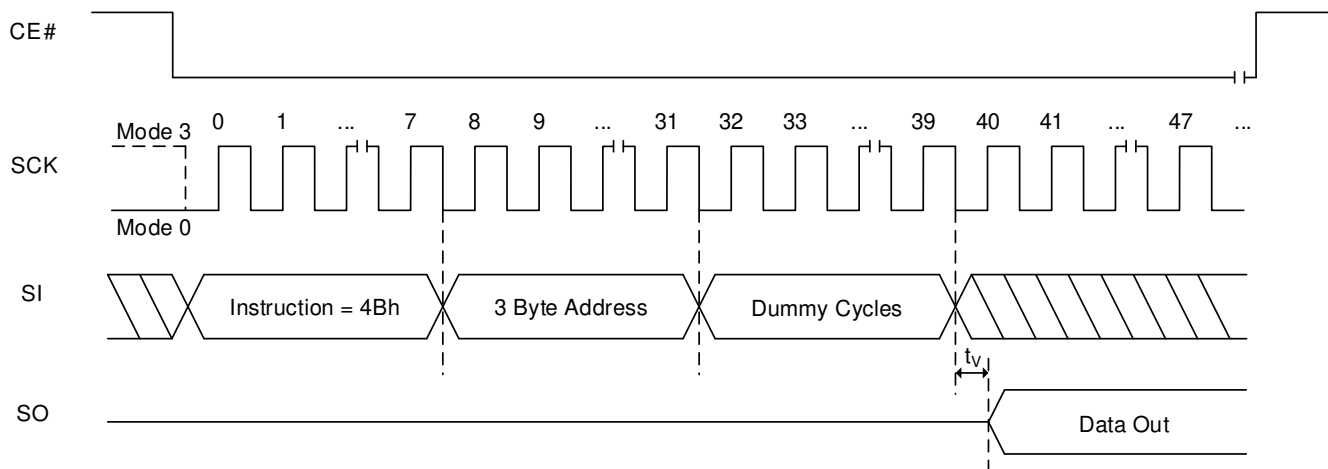 CE#
Mode 3 0 1 ... 7 8 9 ... 31 32 33 ... 39 40 41 ... 47 ...
SCK
Mode 0
SI Instruction = 4Bh 3 Byte Address Dummy Cycles
tV
SO Data Out